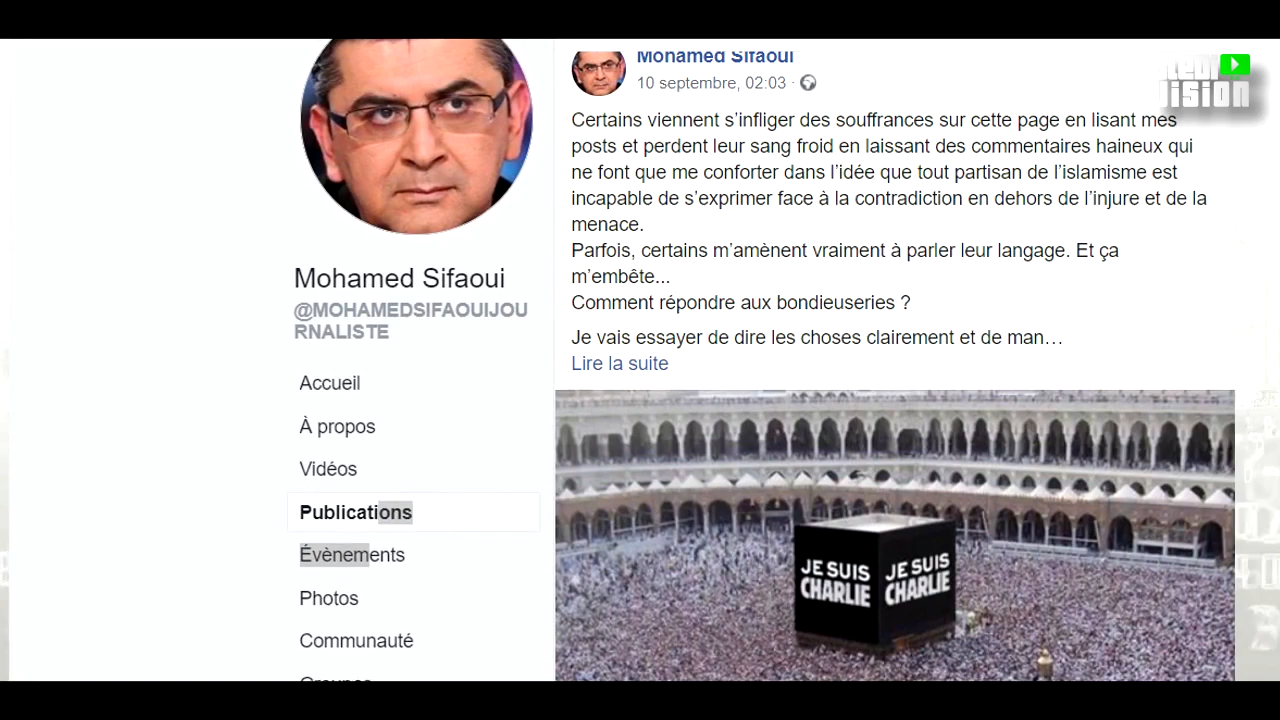 Mohamed Sifaoui
10 septembre, 02:03 ·
vision
Certains viennent s'infliger des souffrances sur cette page en lisant mes
posts et perdent leur sang froid en laissant des commentaires haineux qui
ne font que me conforter dans l'idée que tout partisan de l'islamisme est
incapable de s'exprimer face à la contradiction en dehors de l'injure et de la
menace.
Parfois, certains m'amènent vraiment à parler leur langage. Et ça
m'embête...
Comment répondre aux bondieuseries ?
Je vais essayer de dire les choses clairement et de man…
Lire la suite
Mohamed Sifaoui
@MOHAMEDSIFAOUIJOU
RNALISTE
Accueil
À propos
Vidéos
Publications
Évènements
Photos
Communauté
Groupes
JE SUIS
CHARLIE
JE SUIS
CHARLIE